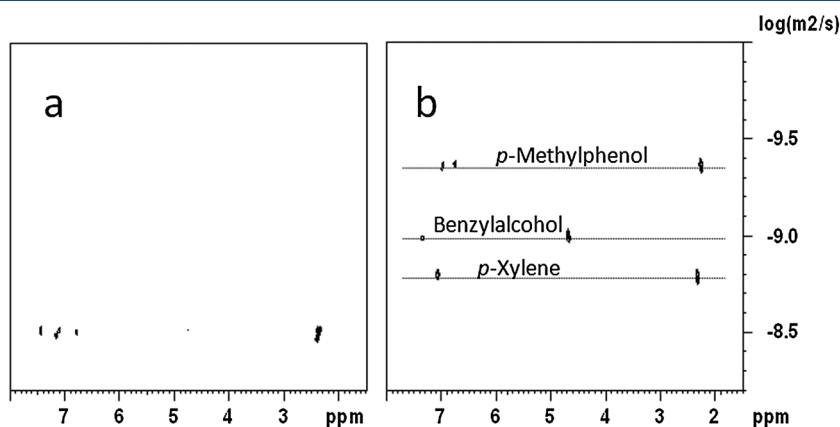 log(m2/s)
a
b
-9.5
p-Methylphenol
Benzylalcohol
-9.0
p-Xylene
-8.5
7 6 5 4 3 ppm
7 6 5 4 3 2 ppm